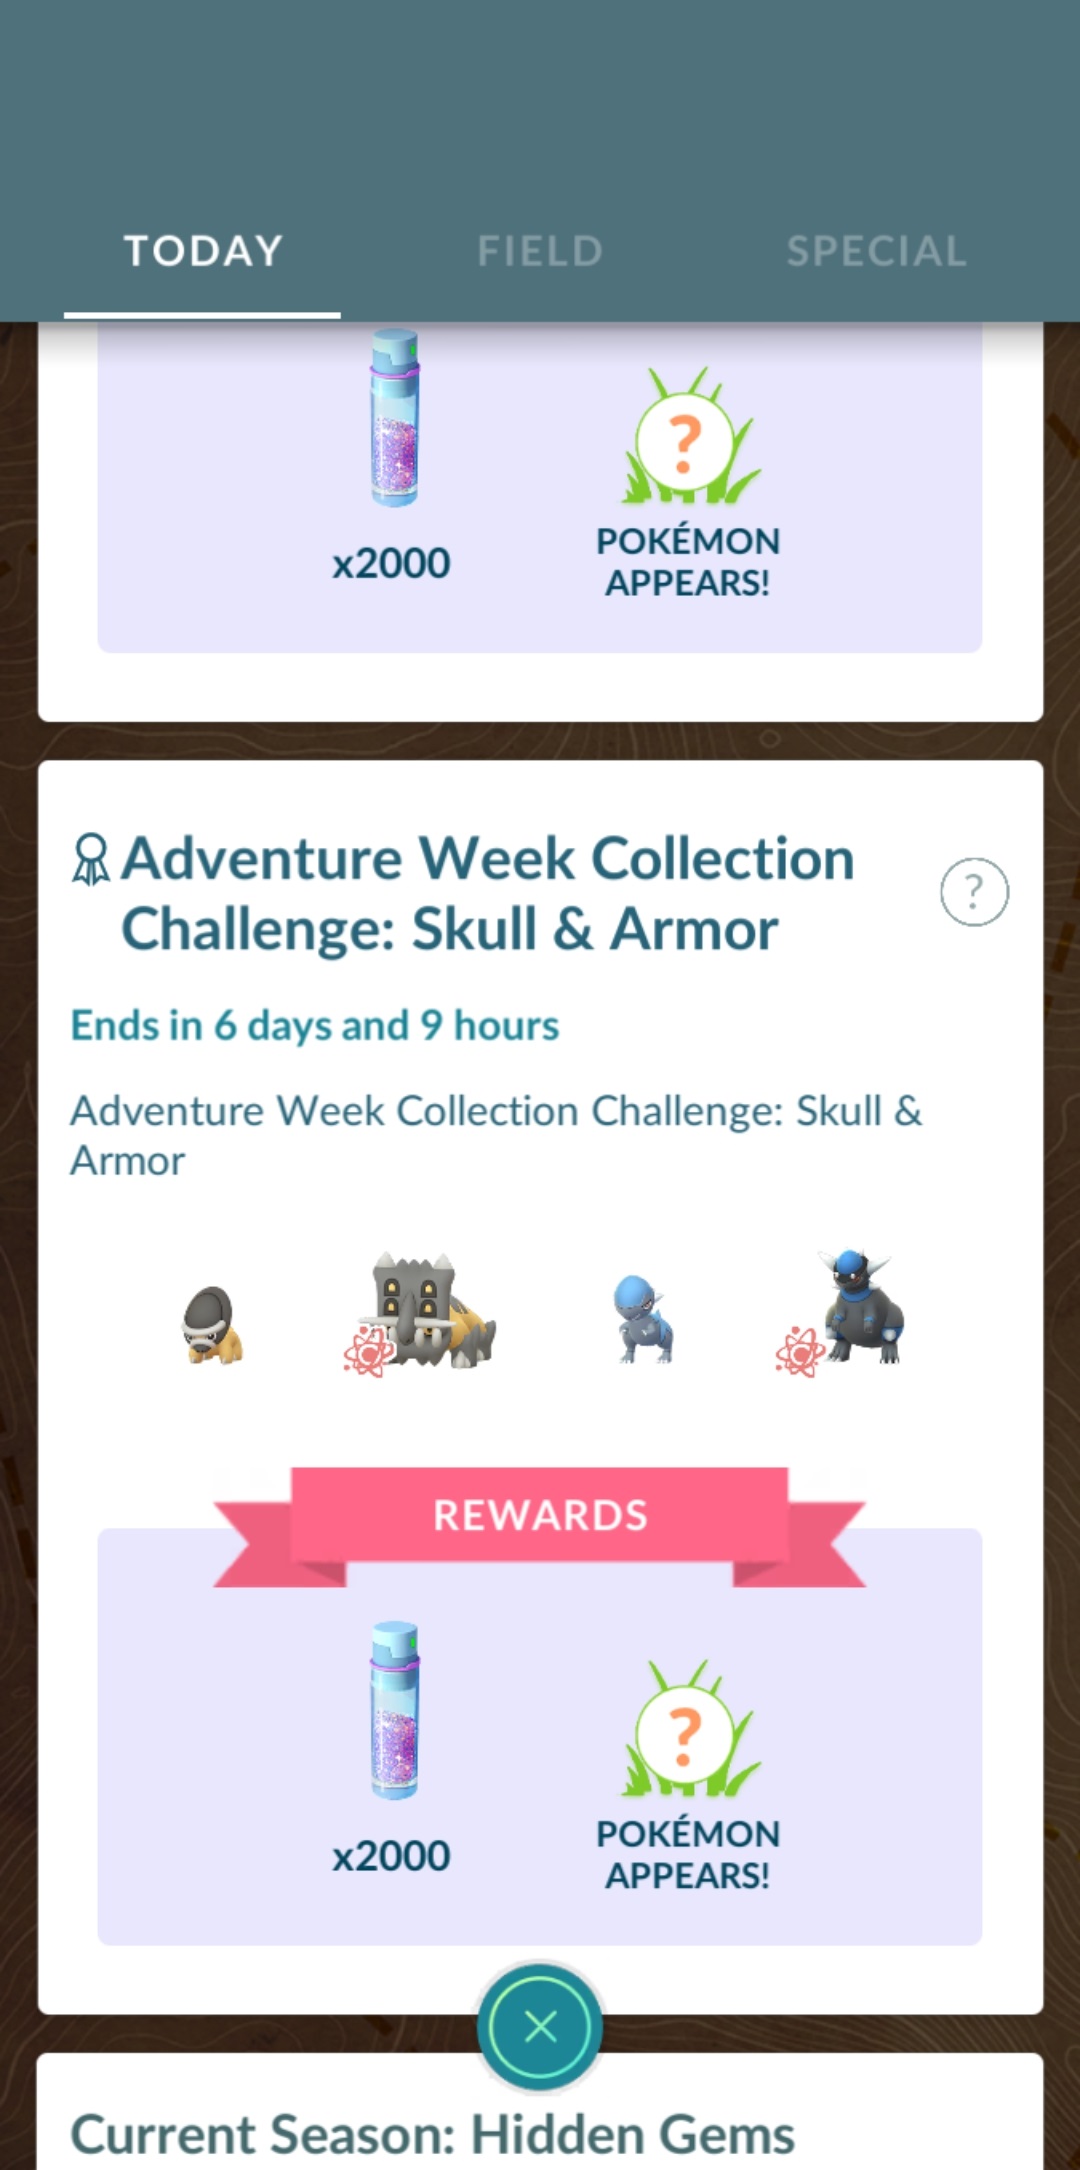 TODAY
FIELD
SPECIAL
x2000
POKÉMON
APPEARS!
Adventure Week Collection
Challenge: Skull & Armor
?
Ends in 6 days and 9 hours
Adventure Week Collection Challenge: Skull &
Armor
REWARDS
x2000
POKÉMON
APPEARS!
Current Season: Hidden Gems